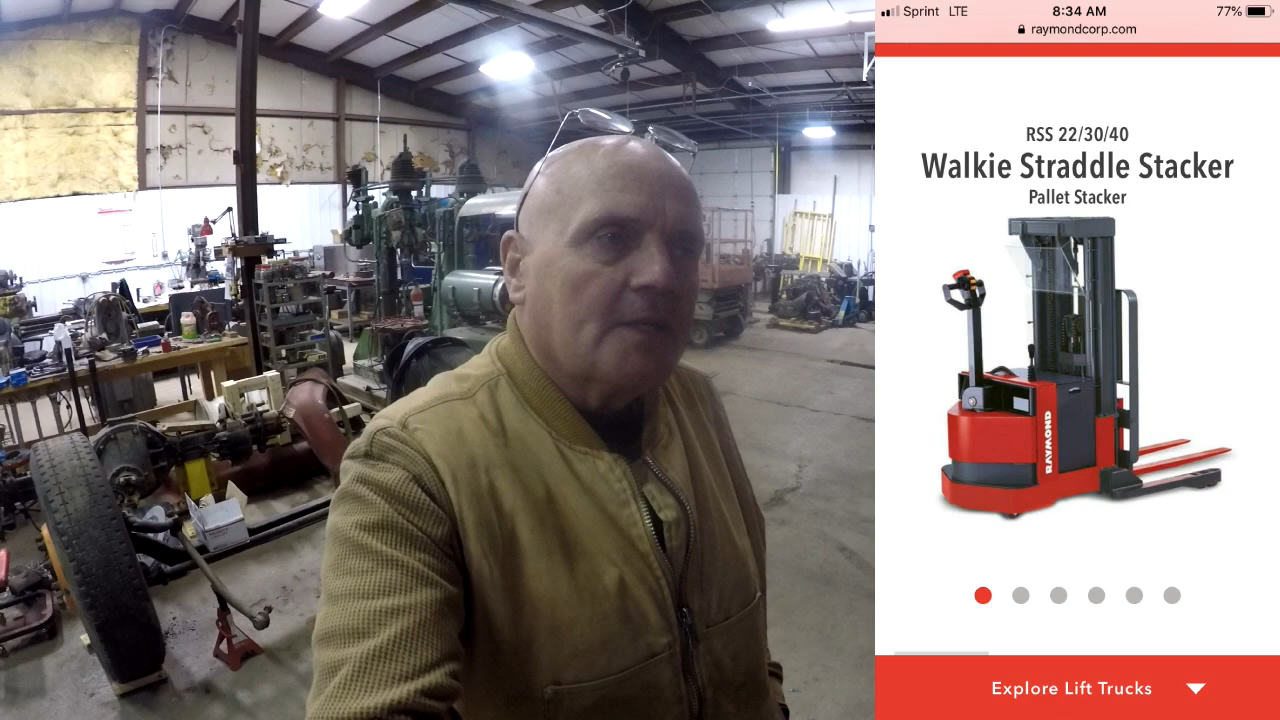 Sprint LTE 8:34 AM 77%
raymondcorp.com
RSS 22/30/40
Walkie Straddle Stacker
Pallet Stacker
RAYMOND
Explore Lift Trucks